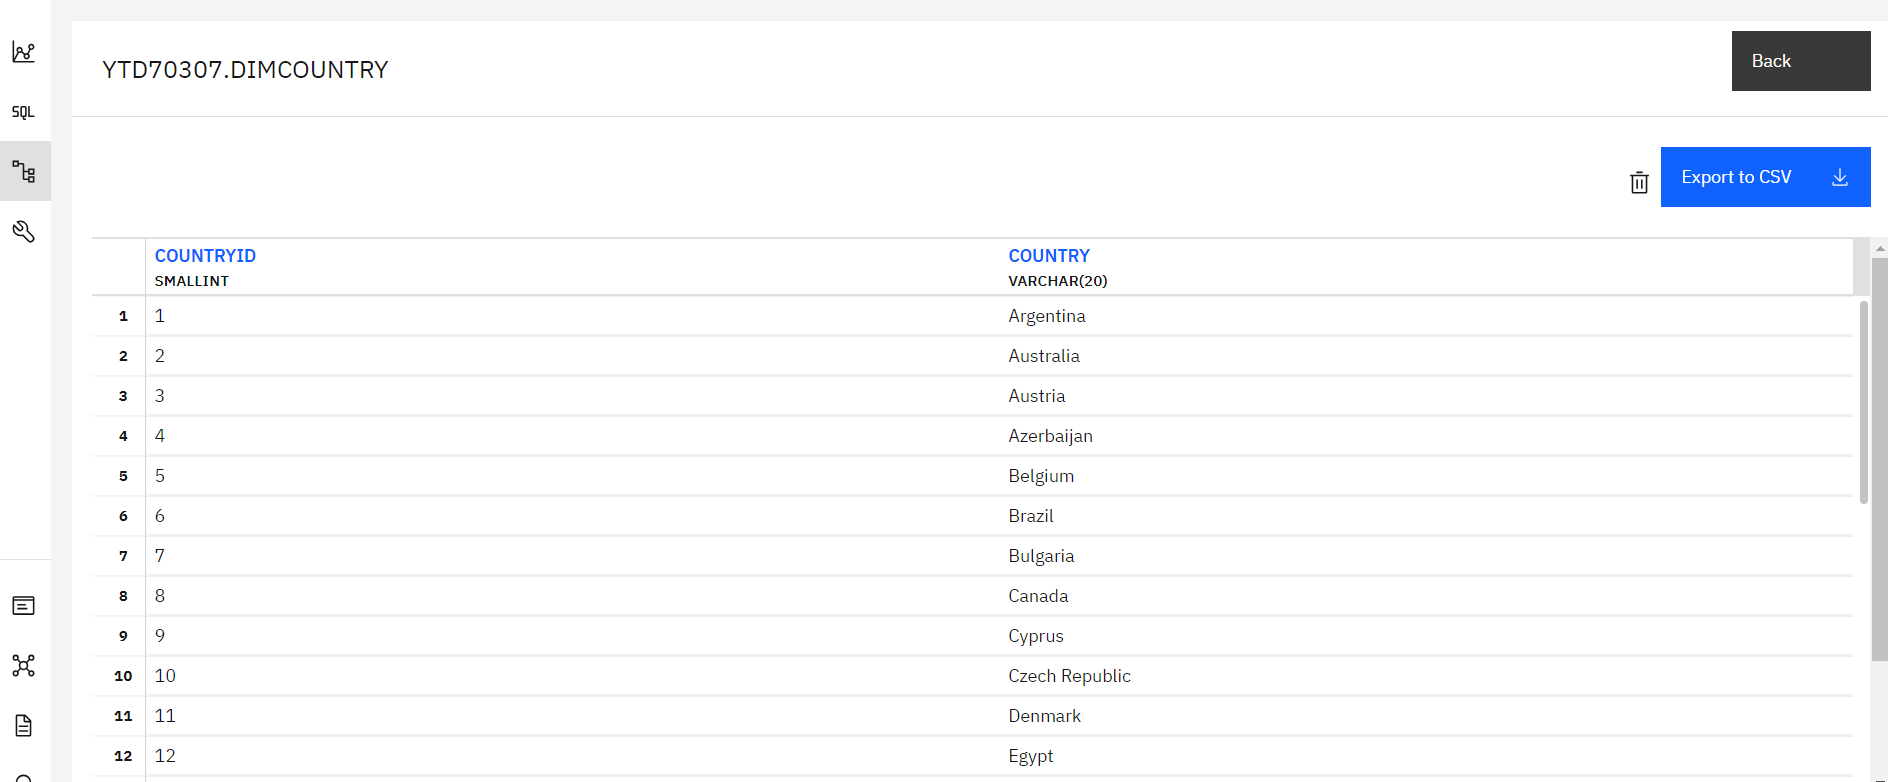 YTD70307.DIMCOUNTRY
Back
SQL
Export to CSV
COUNTRYID COUNTRY
SMALLINT VARCHAR(20)
1 1 Argentina
2 2 Australia
3 3 Austria
4 4 Azerbaijan
5 5 Belgium
6 6 Brazil
7 7 Bulgaria
8 8 Canada
9 9 Cyprus
10 10 Czech Republic
11 11 Denmark
12 12 Egypt